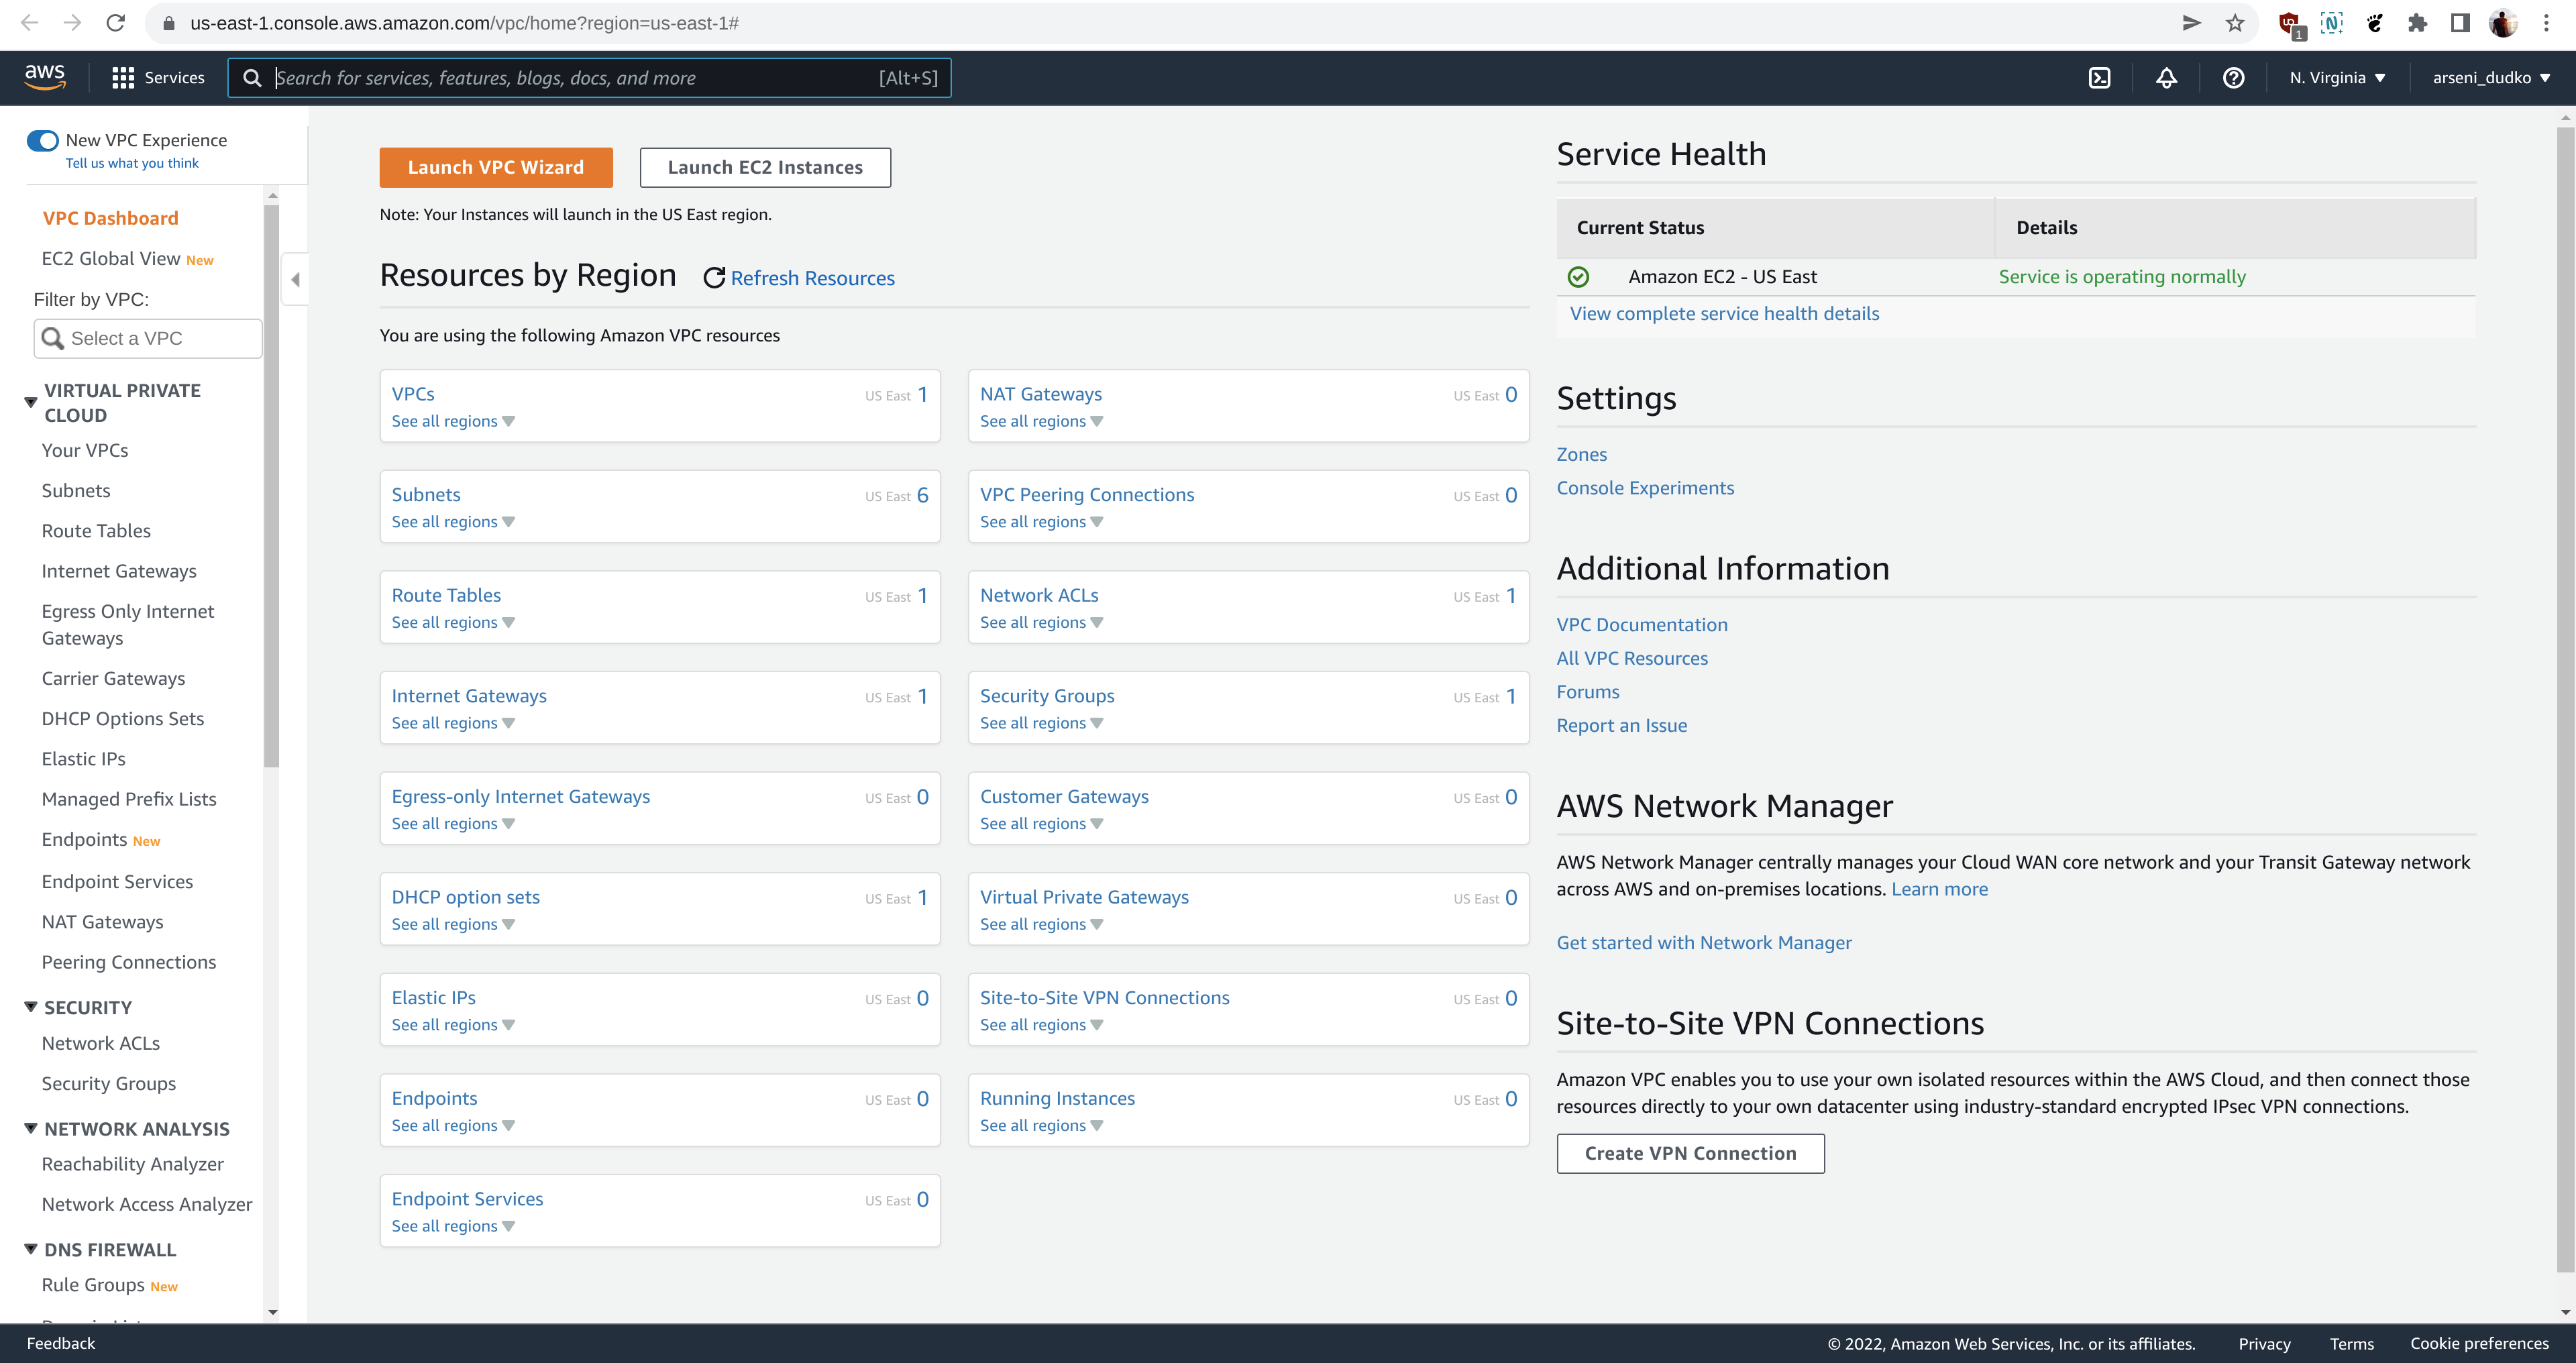 us-east-1.console.aws.amazon.com/vpc/home?region=us-east-1#
1
aws
Services
Search for services, features, blogs, docs, and more
[Alt+S]
N. Virginia
arseni_dudko
New VPC Experience
Tell us what you think
VPC Dashboard
EC2 Global View New
Filter by VPC:
Select a VPC
VIRTUAL PRIVATE
CLOUD
Your VPCs
Subnets
Route Tables
Internet Gateways
Egress Only Internet
Gateways
Carrier Gateways
DHCP Options Sets
Elastic IPs
Managed Prefix Lists
Endpoints New
Endpoint Services
NAT Gateways
Peering Connections
SECURITY
Network ACLs
Security Groups
NETWORK ANALYSIS
Reachability Analyzer
Network Access Analyzer
DNS FIREWALL
Rule Groups New
Launch VPC Wizard
Launch EC2 Instances
Note: Your Instances will launch in the US East region.
Resources by Region
Refresh Resources
You are using the following Amazon VPC resources
VPCs US East 1
See all regions
NAT Gateways US East 0
See all regions
Subnets US East 6
See all regions
VPC Peering Connections US East 0
See all regions
Route Tables US East 1
See all regions
Network ACLs US East 1
See all regions
Internet Gateways US East 1
See all regions
Security Groups US East 1
See all regions
Egress-only Internet Gateways US East 0
See all regions
Customer Gateways US East 0
See all regions
DHCP option sets US East 1
See all regions
Virtual Private Gateways US East 0
See all regions
Elastic IPs US East 0
See all regions
Site-to-Site VPN Connections US East 0
See all regions
Endpoints US East 0
See all regions
Running Instances US East 0
See all regions
Endpoint Services US East 0
See all regions
Service Health
Current Status Details
Amazon EC2 - US East Service is operating normally
View complete service health details
Settings
Zones
Console Experiments
Additional Information
VPC Documentation
All VPC Resources
Forums
Report an Issue
AWS Network Manager
AWS Network Manager centrally manages your Cloud WAN core network and your Transit Gateway network
across AWS and on-premises locations. Learn more
Get started with Network Manager
Site-to-Site VPN Connections
Amazon VPC enables you to use your own isolated resources within the AWS Cloud, and then connect those
resources directly to your own datacenter using industry-standard encrypted IPsec VPN connections.
Create VPN Connection
Feedback
© 2022, Amazon Web Services, Inc. or its affiliates.
Privacy
Terms
Cookie preferences